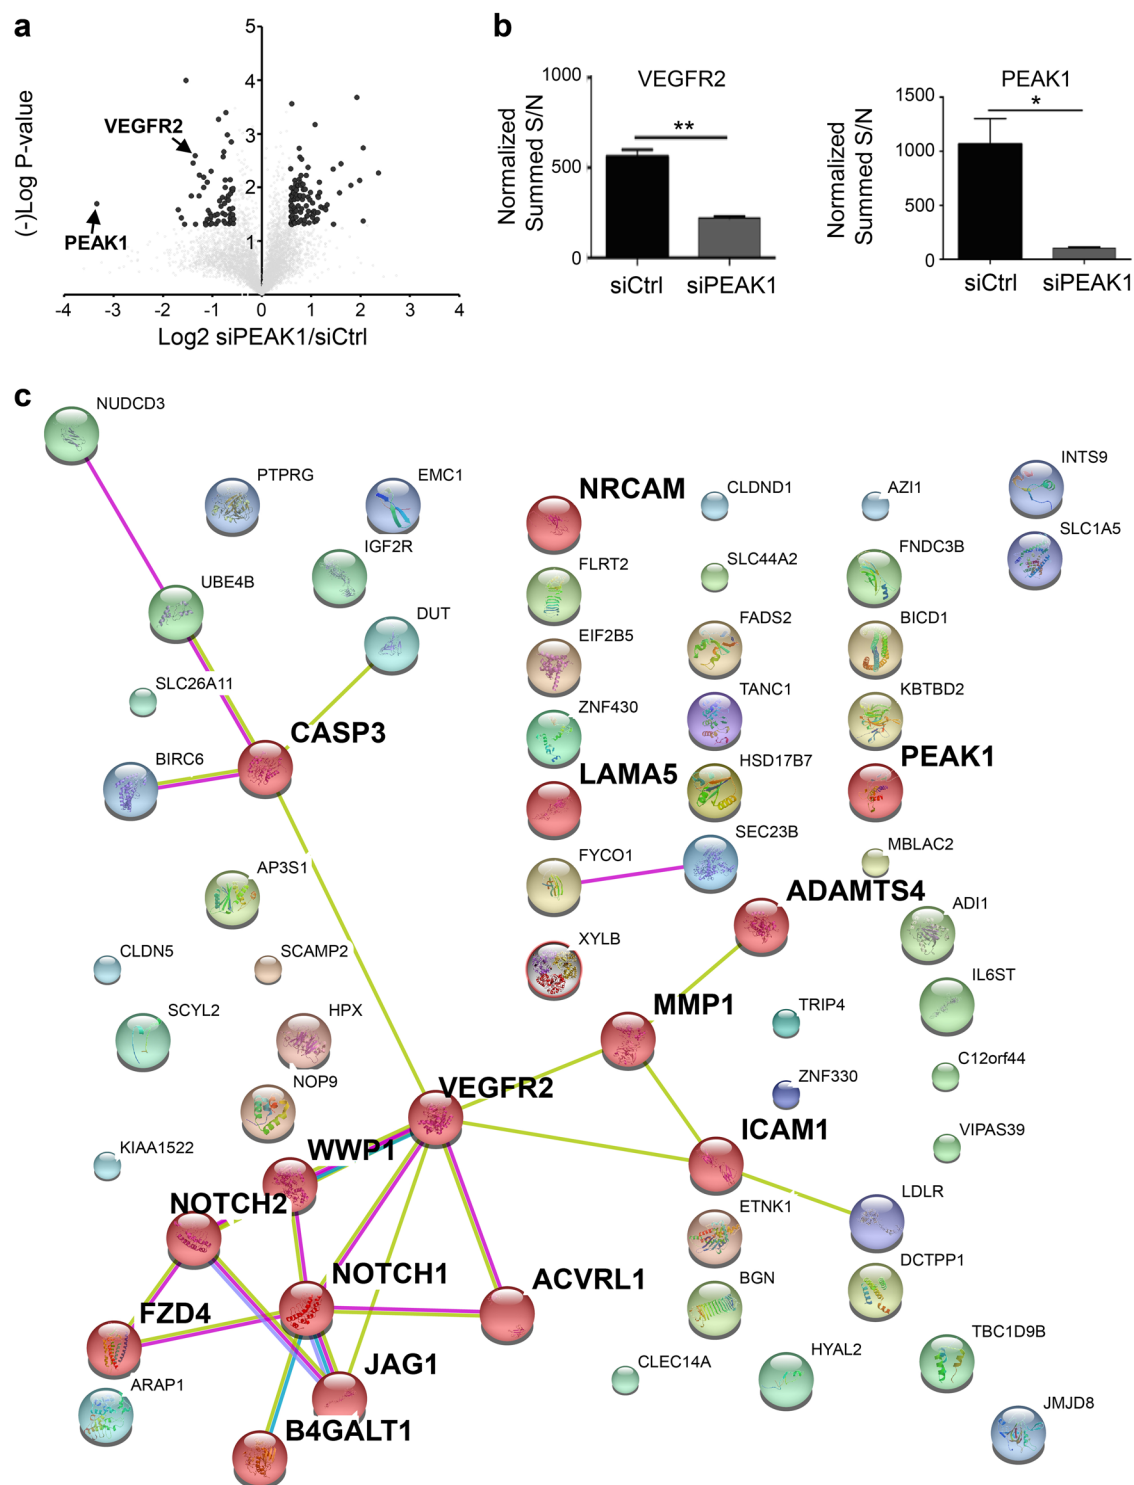 a
5
4
3
2
1
VEGFR2
PEAK1
(-)Log P-value
-4 -3 -2 -1 0 1 2 3 4
Log2 siPEAK1/siCtrl
b
VEGFR2
Normalized
Summed S/N
1000
500
0
**
siCtrl siPEAK1
PEAK1
Normalized
Summed S/N
1500
1000
500
0
*
siCtrl siPEAK1
c
NUDCD3
PTPRG
EMC1
NRCAM
CLDND1
AZI1
INTS9
SLC1A5
IGF2R
FLRT2
SLC44A2
FNDC3B
UBE4B
DUT
EIF2B5
FADS2
BICD1
SLC26A11
ZNF430
TANC1
KBTBD2
CASP3
BIRC6
LAMA5
HSD17B7
PEAK1
SEC23B
MBLAC2
FYCO1
AP3S1
ADAMTS4
ADI1
CLDN5
SCAMP2
XYLB
IL6ST
SCYL2
HPX
MMP1
TRIP4
C12orf44
NOP9
VEGFR2
ZNF330
ICAM1
VIPAS39
KIAA1522
WWP1
NOTCH2
ETNK1
LDLR
NOTCH1
ACVRL1
BGN
DCTPP1
FZD4
JAG1
CLEC14A
HYAL2
TBC1D9B
ARAP1
B4GALT1
JMJD8